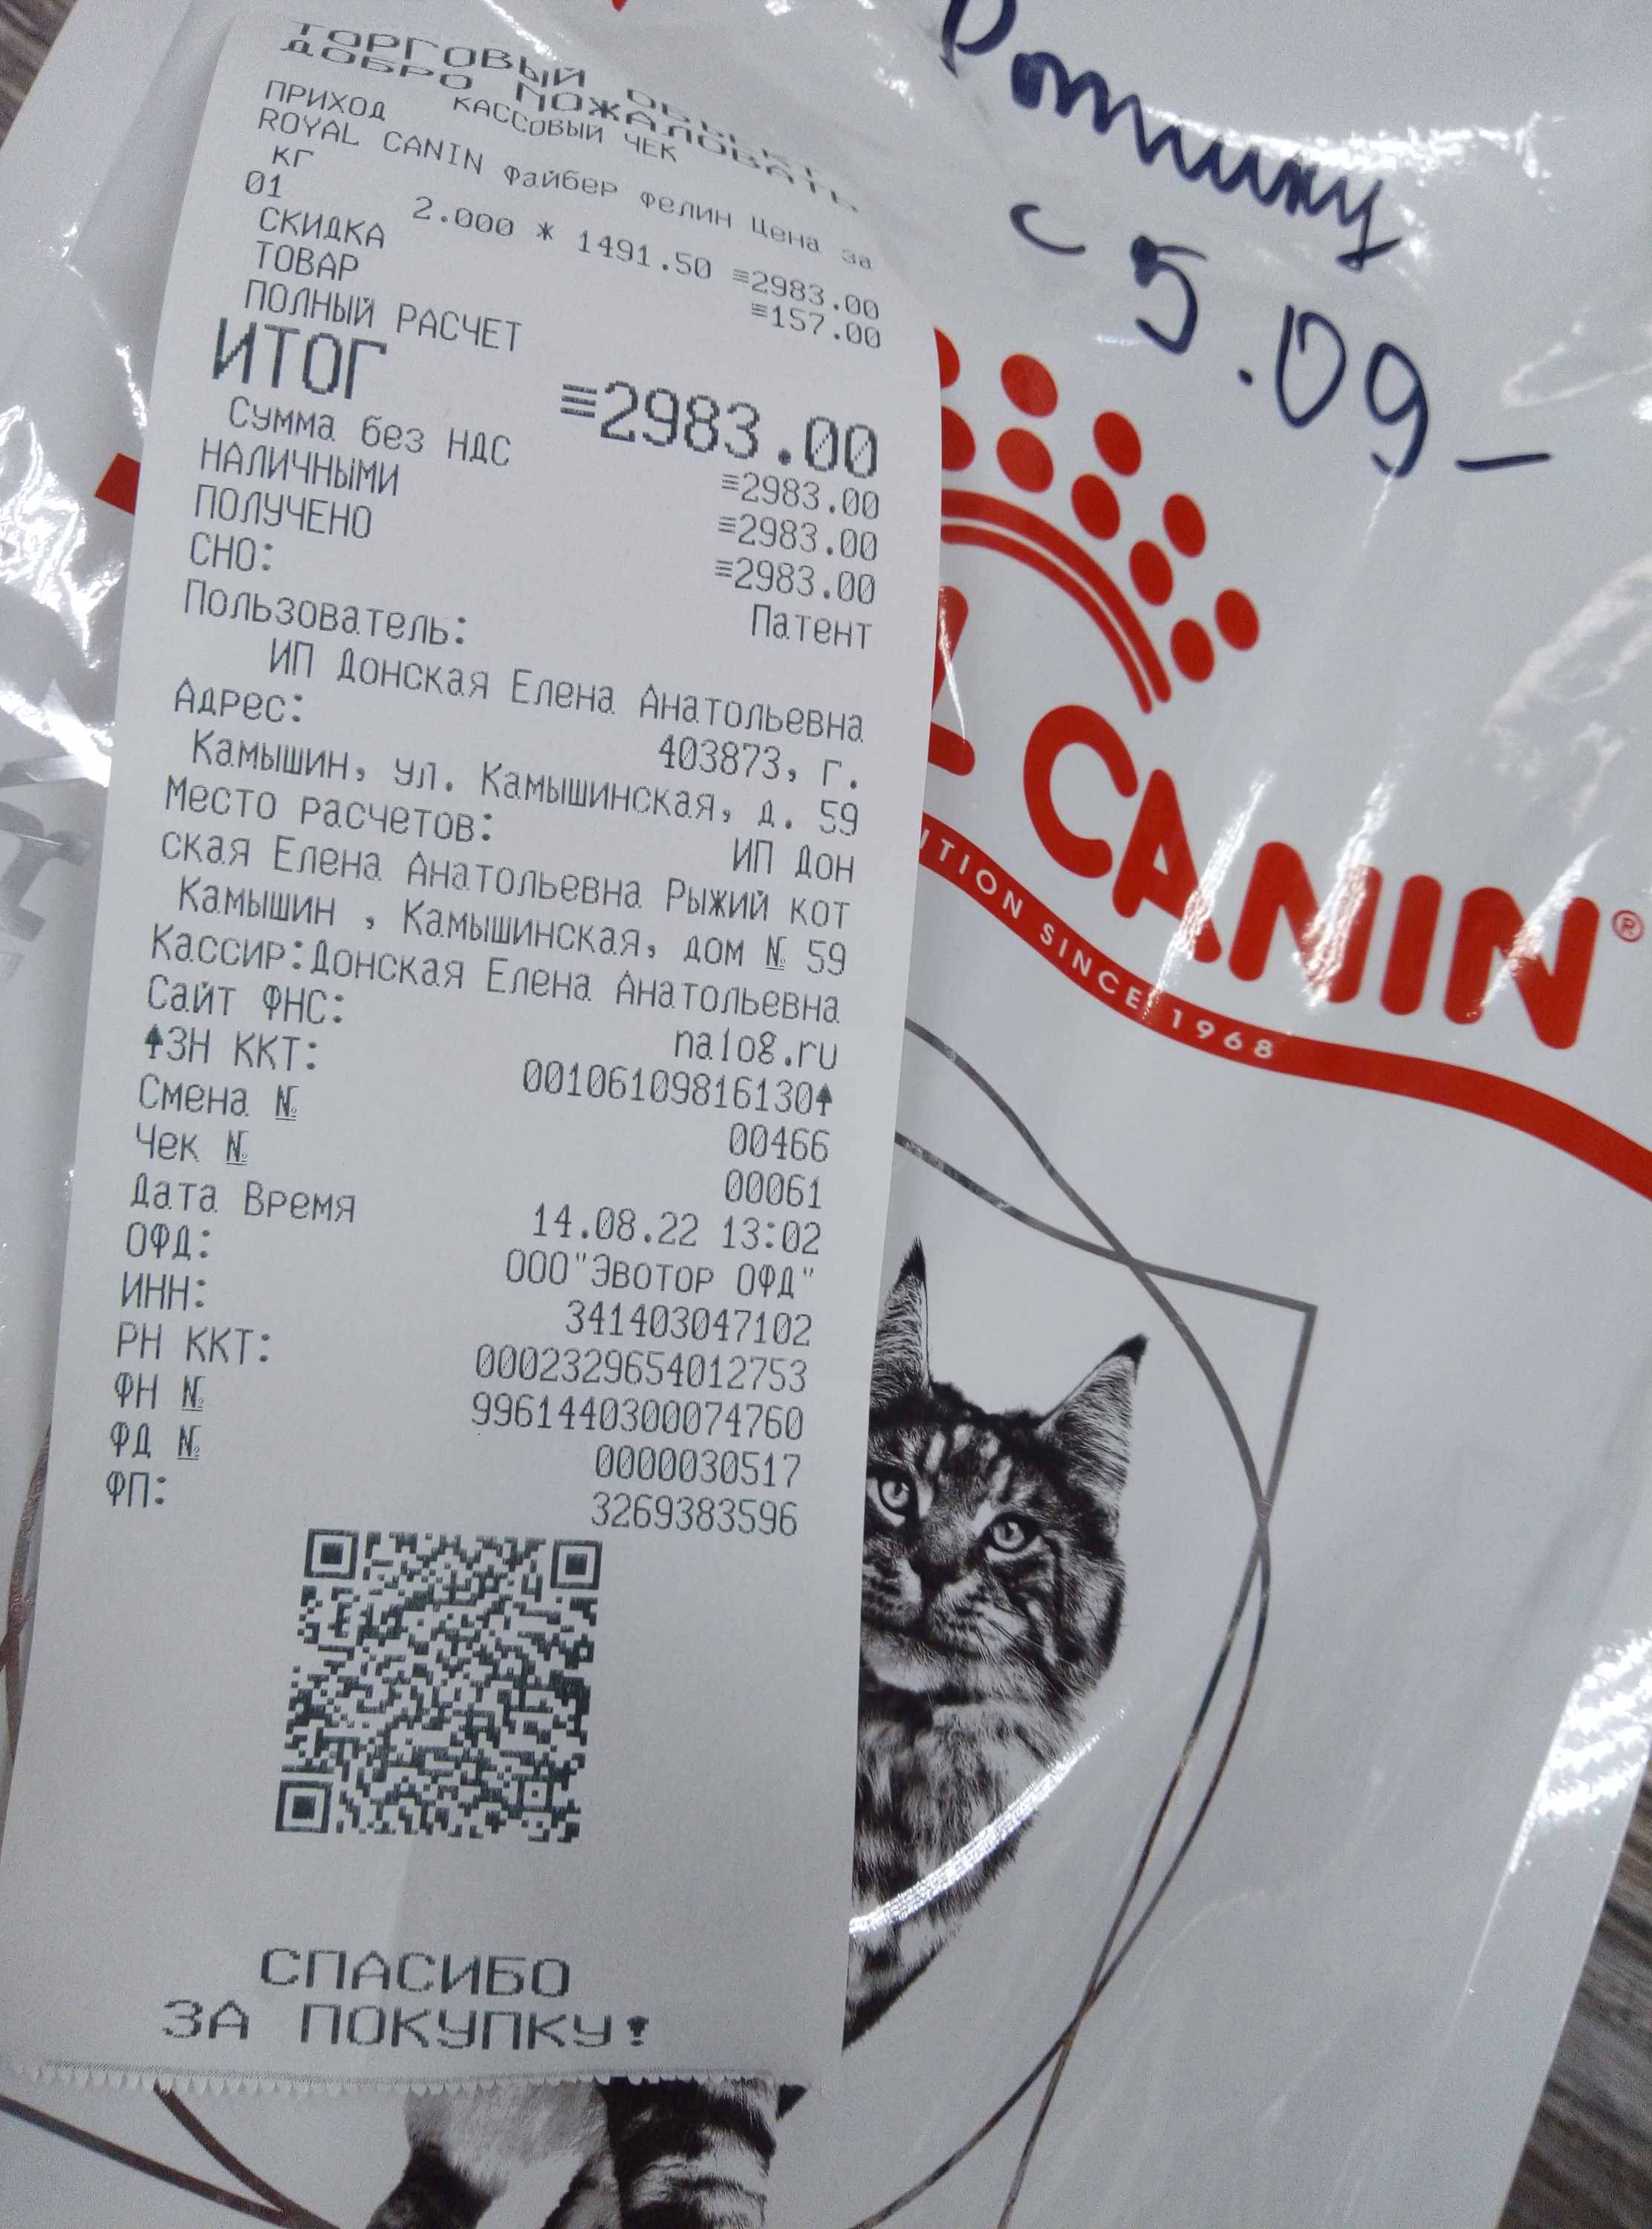 ТОРГОВЫЙ ОБЪЕКТ
ДОБРО ПОЖАЛОВАТЬ
КАССОВЫЙ ЧЕК
ПРИХОД
ROYAL CANIN Файбер Фелин Цена за
кг
01 2.000 * 1491.50 ≡2983.00
СКИДКА ≡157.00
ТОВАР
ПОЛНЫЙ РАСЧЕТ
ИТОГ ≡2983.00
Сумма без НДС ≡2983.00
НАЛИЧНЫМИ ≡2983.00
ПОЛУЧЕНО ≡2983.00
СНО: Патент
Пользователь:
ИП Донская Елена Анатольевна
Адрес: 403873, г.
Камышин, ул. Камышинская, д. 59
Место расчетов: ИП Дон
ская Елена Анатольевна Рыжий кот
Камышин , Камышинская, дом № 59
Кассир:Донская Елена Анатольевна
Сайт ФНС: nalog.ru
ЗН ККТ: 00106109816130
Смена № 00466
Чек № 00061
Дата Время 14.08.22 13:02
ОФД: ООО"ЭВОТОР ОФД"
ИНН: 341403047102
РН ККТ: 0002329654012753
ФН № 9961440300074760
ФД № 0000030517
ФП: 3269383596
СПАСИБО
ЗА ПОКУПКУ!
с 5.09-
L CANIN®
TION SINCE 1968